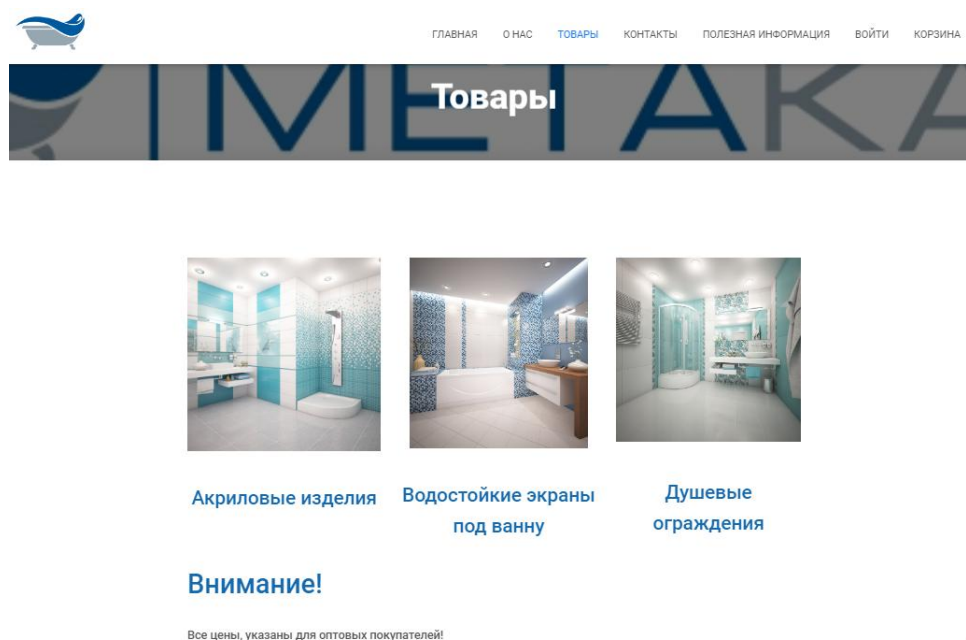 ГЛАВНАЯ О НАС ТОВАРЫ КОНТАКТЫ ПОЛЕЗНАЯ ИНФОРМАЦИЯ ВОЙТИ КОРЗИНА
МЕТАКА
Товары
Акриловые изделия
Водостойкие экраны
под ванну
Душевые
ограждения
Внимание!
Все цены, указаны для оптовых покупателей!